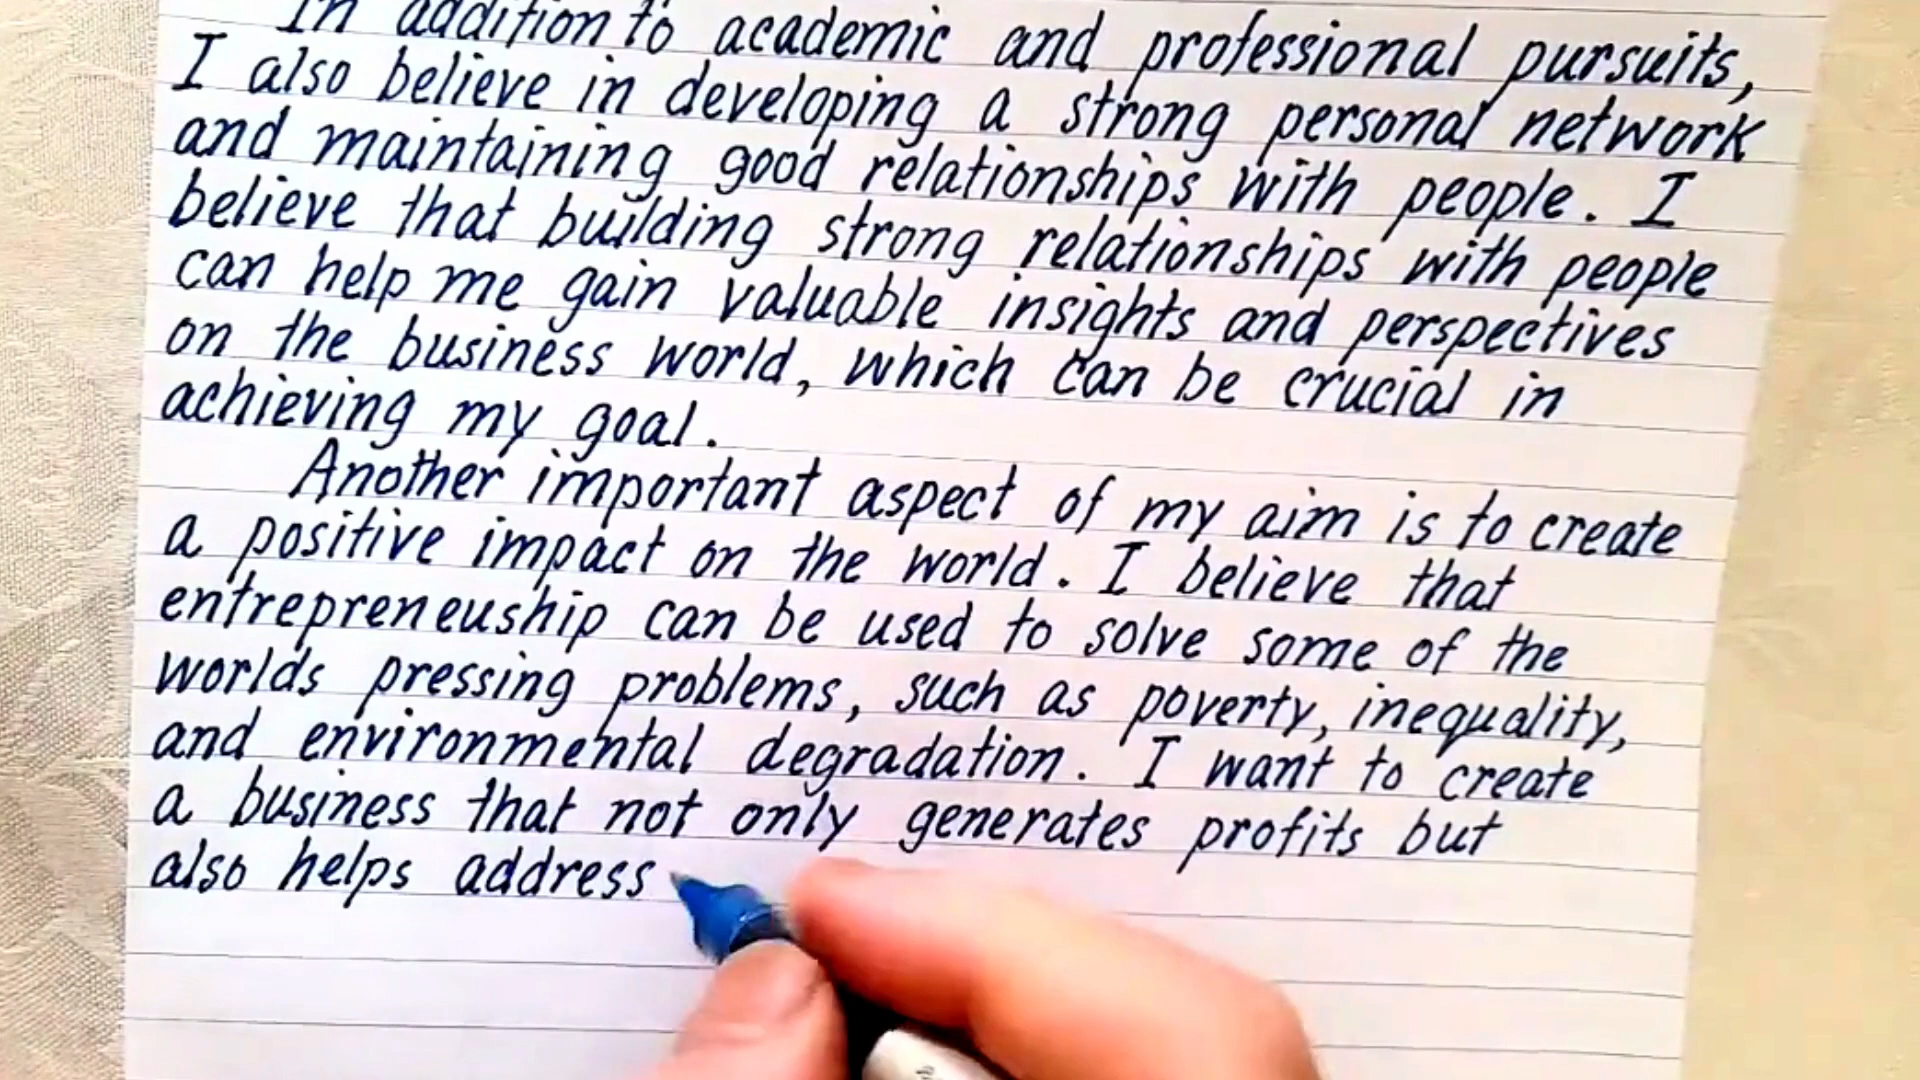 In addition to academic and professional pursuits,
I also believe in developing a strong personal network
and maintaining good relationships with people. I
believe that building strong relationships with people
can help me gain valuable insights and perspectives
on the business world, which can be crucial in
achieving my goal.
Another important aspect of my aim is to create
a positive impact on the world. I believe that
entrepreneuship can be used to solve some of the
worlds pressing problems, such as poverty, inequality,
and environmental degradation. I want to create
a business that not only generates profits but
also helps address